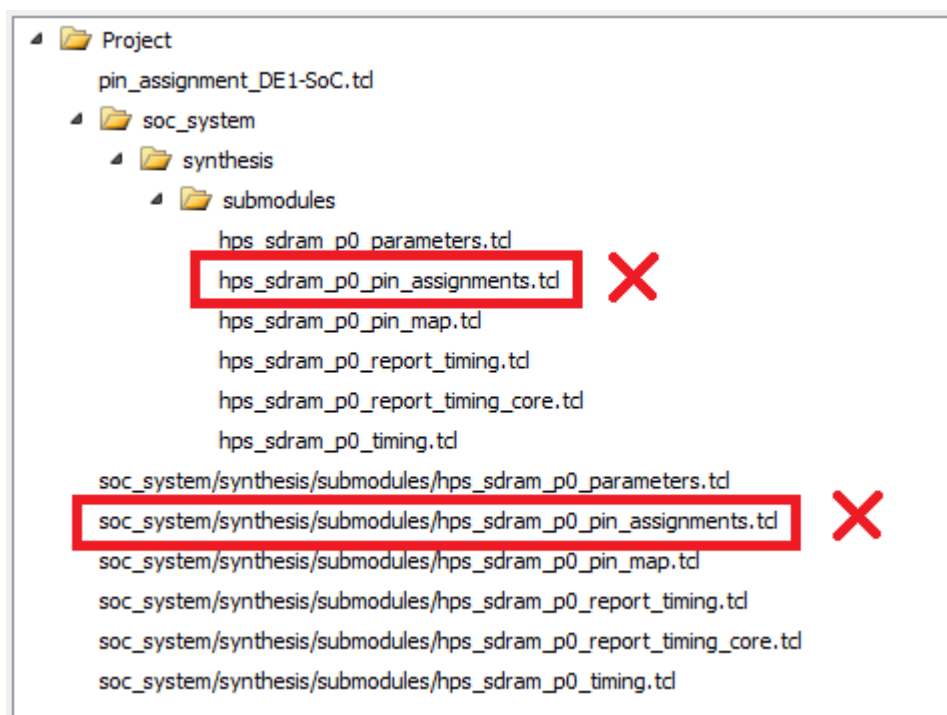 Project
pin_assignment_DE1-SoC.tcl
soc_system
synthesis
submodules
hps_sdram_p0_parameters.tcl
hps_sdram_p0_pin_assignments.tcl
hps_sdram_p0_pin_map.tcl
hps_sdram_p0_report_timing.tcl
hps_sdram_p0_report_timing_core.tcl
hps_sdram_p0_timing.tcl
soc_system/synthesis/submodules/hps_sdram_p0_parameters.tcl
soc_system/synthesis/submodules/hps_sdram_p0_pin_assignments.tcl
soc_system/synthesis/submodules/hps_sdram_p0_pin_map.tcl
soc_system/synthesis/submodules/hps_sdram_p0_report_timing.tcl
soc_system/synthesis/submodules/hps_sdram_p0_report_timing_core.tcl
soc_system/synthesis/submodules/hps_sdram_p0_timing.tcl